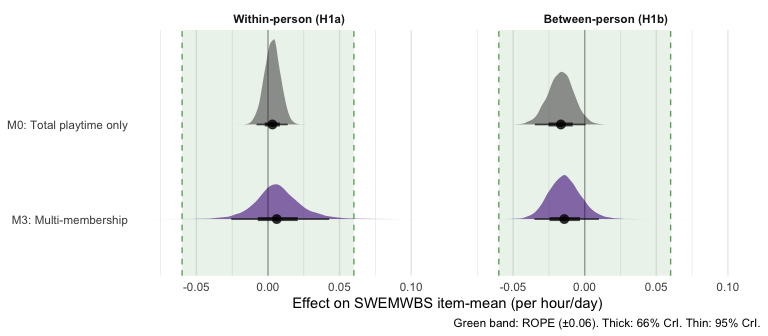 Within-person (H1a)
Between-person (H1b)
M0: Total playtime only
M3: Multi-membership
-0.05 0.00 0.05 0.10
-0.05 0.00 0.05 0.10
Effect on SWEMWBS item-mean (per hour/day)
Green band: ROPE (±0.06). Thick: 66% CrI. Thin: 95% CrI.